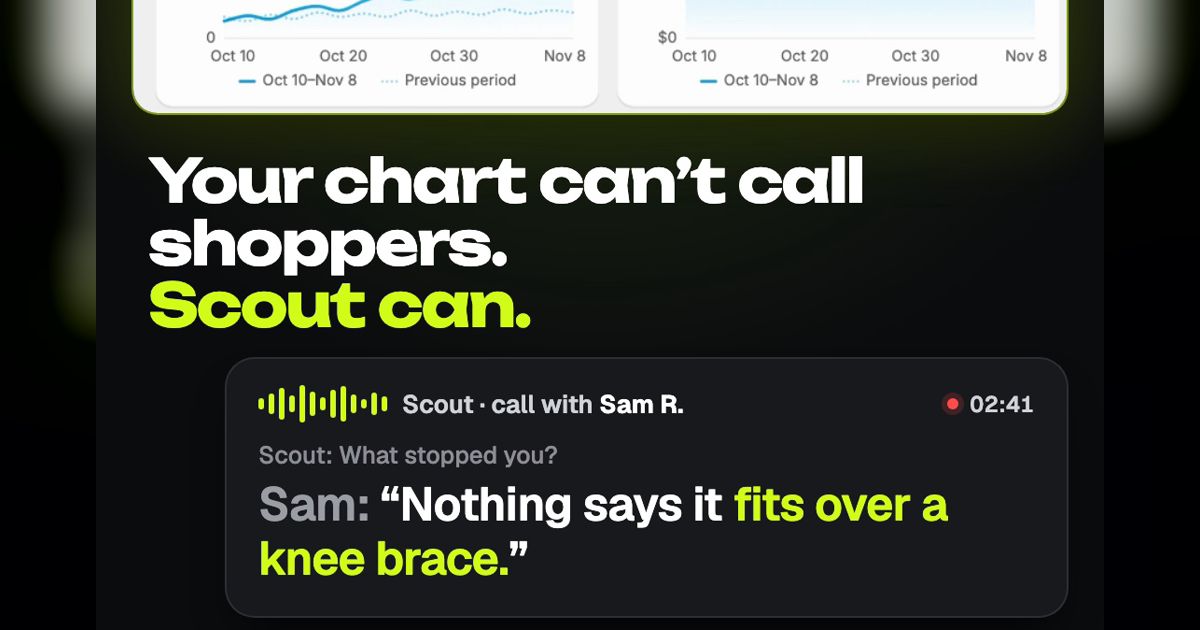 0 $0
Oct 10 Oct 20 Oct 30 Nov 8 Oct 10 Oct 20 Oct 30 Nov 8
Oct 10–Nov 8 Previous period Oct 10–Nov 8 Previous period
Your chart can’t call
shoppers.
Scout can.
Scout · call with Sam R. 02:41
Scout: What stopped you?
Sam: “Nothing says it fits over a
knee brace.”